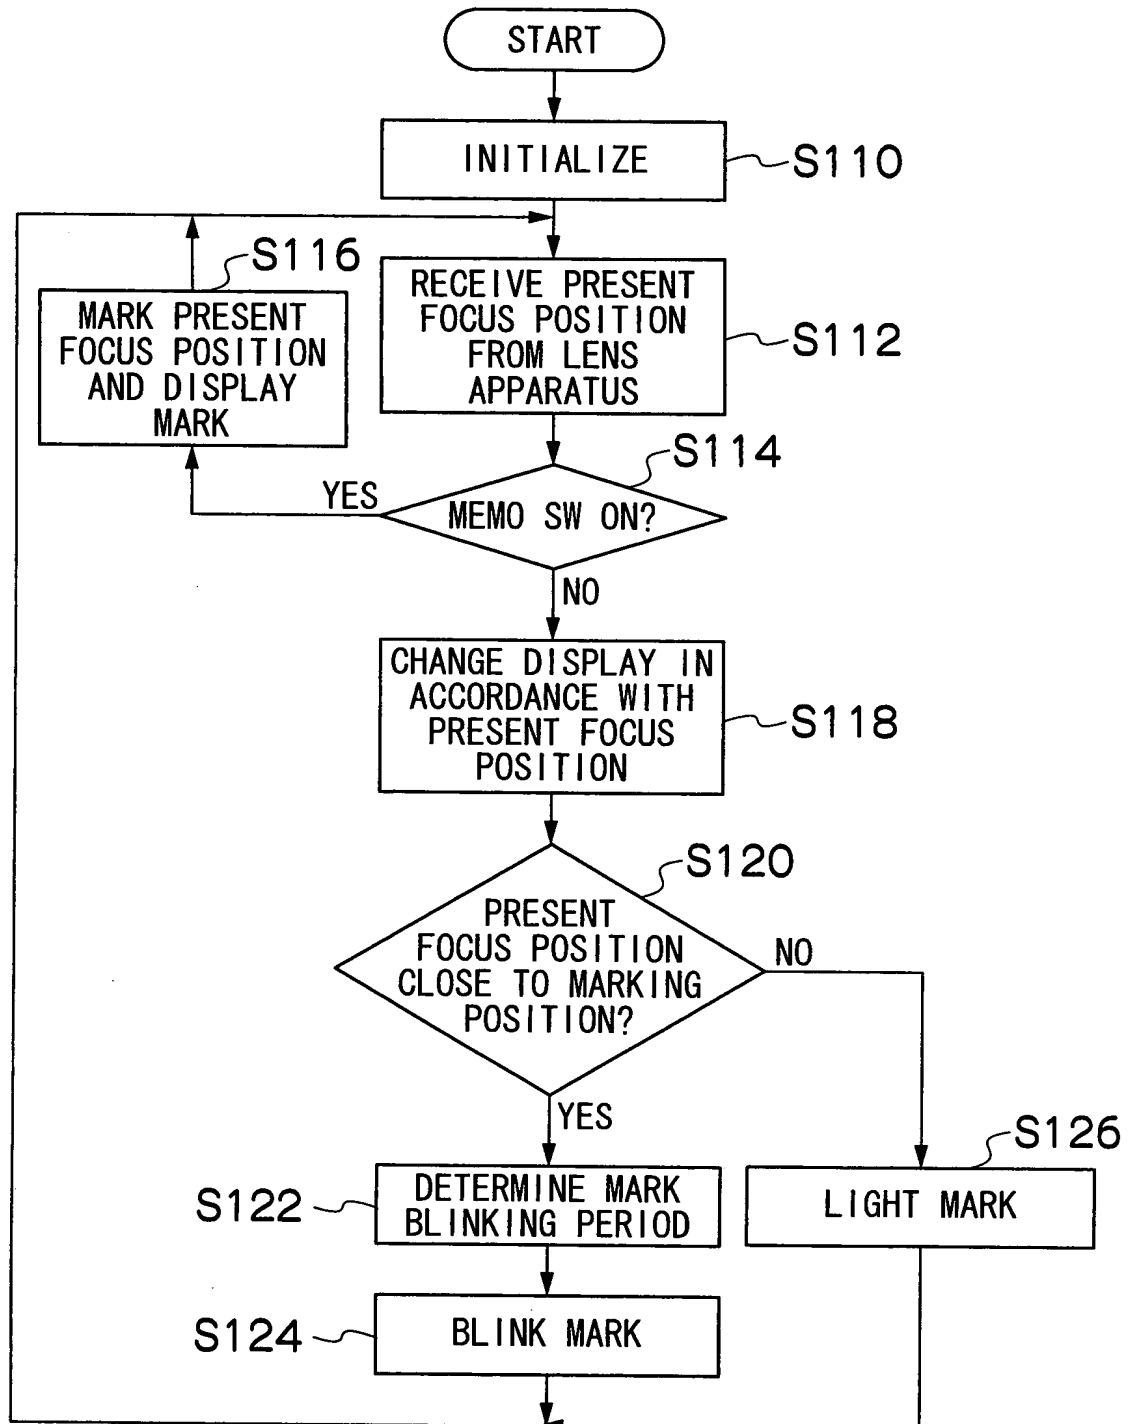 START
INITIALIZE
S110
S116
MARK PRESENT
FOCUS POSITION
AND DISPLAY
MARK
RECEIVE PRESENT
FOCUS POSITION
FROM LENS
APPARATUS
S112
S114
YES
MEMO SW ON?
NO
CHANGE DISPLAY IN
ACCORDANCE WITH
PRESENT FOCUS
POSITION
S118
S120
PRESENT
FOCUS POSITION
CLOSE TO MARKING
POSITION?
NO
YES
S126
S122
DETERMINE MARK
BLINKING PERIOD
LIGHT MARK
S124
BLINK MARK